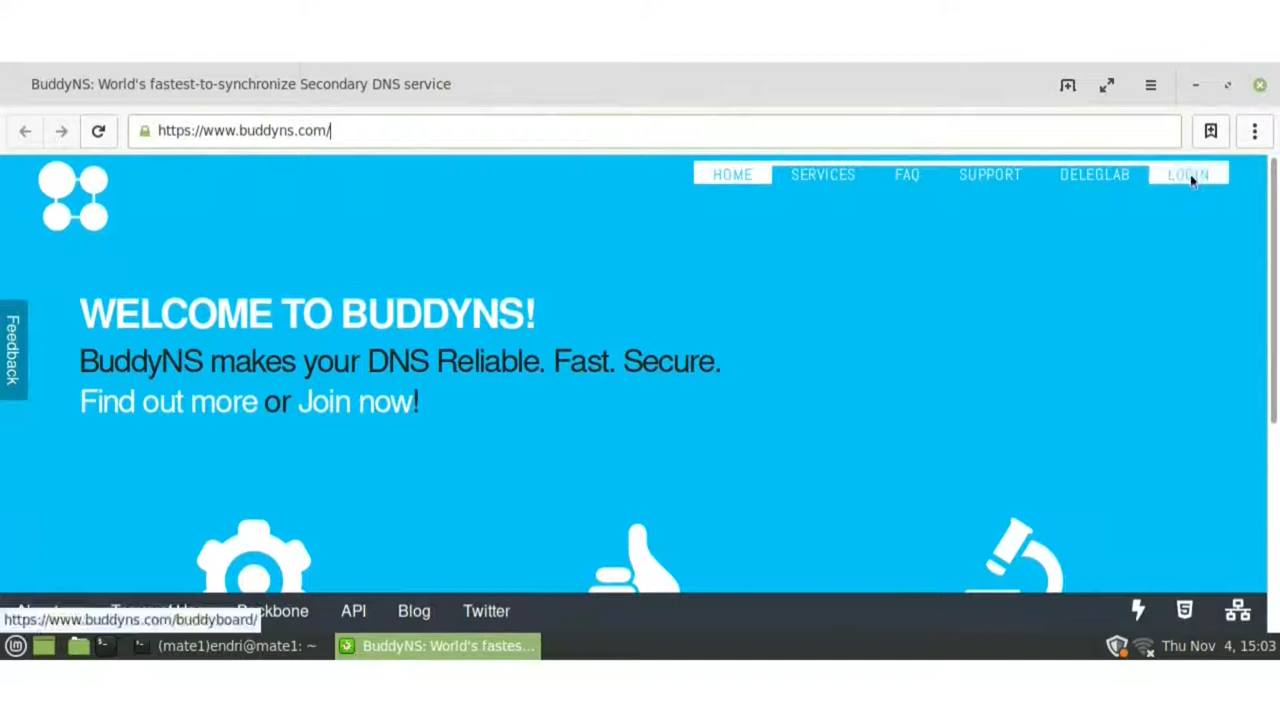 BuddyNS: World's fastest-to-synchronize Secondary DNS service
https://www.buddyns.com/
HOME SERVICES FAQ SUPPORT DELEGLAB LOGIN
Feedback
WELCOME TO BUDDYNS!
BuddyNS makes your DNS Reliable. Fast. Secure.
Find out more or Join now!
API Blog Twitter
https://www.buddyns.com/buddyboard/
(mate1)endri@mate1: ~
BuddyNS: World's fastes...
Thu Nov 4, 15:03